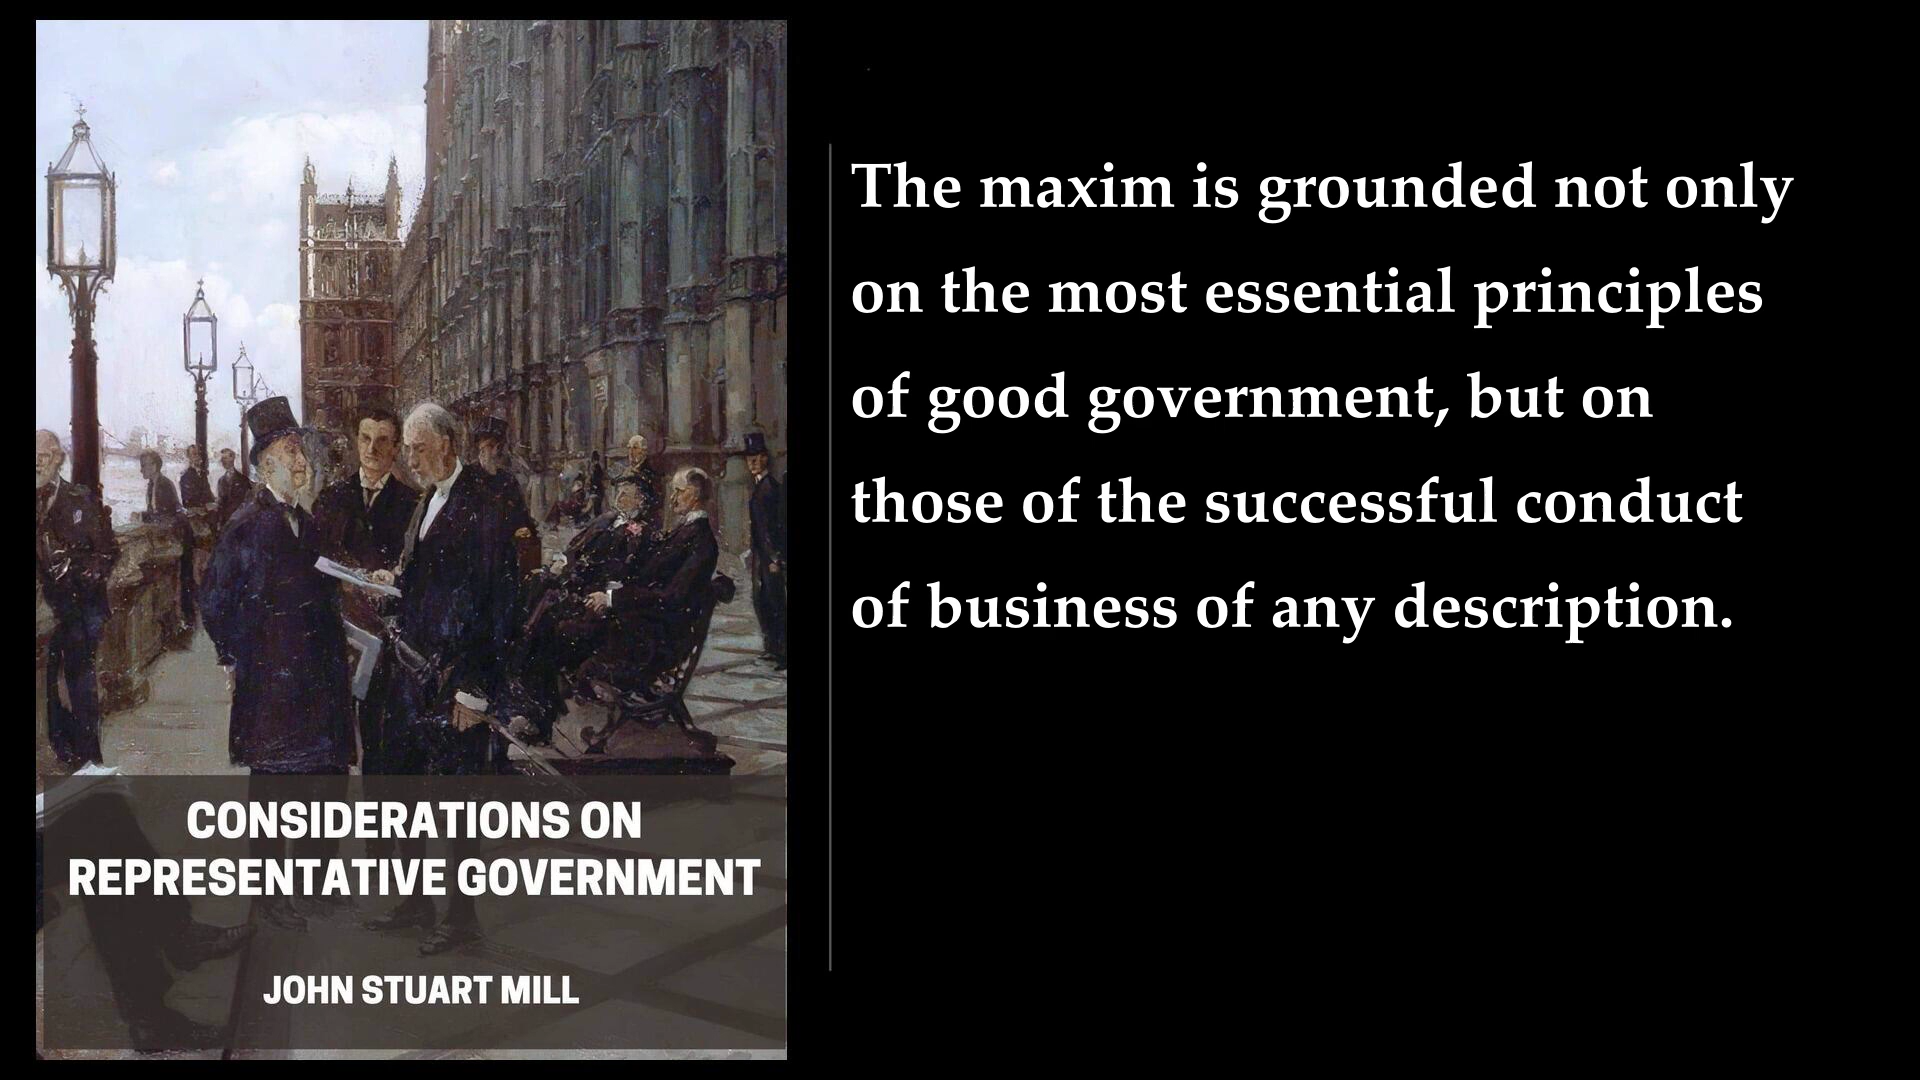 CONSIDERATIONS ON
REPRESENTATIVE GOVERNMENT
JOHN STUART MILL
The maxim is grounded not only
on the most essential principles
of good government, but on
those of the successful conduct
of business of any description.